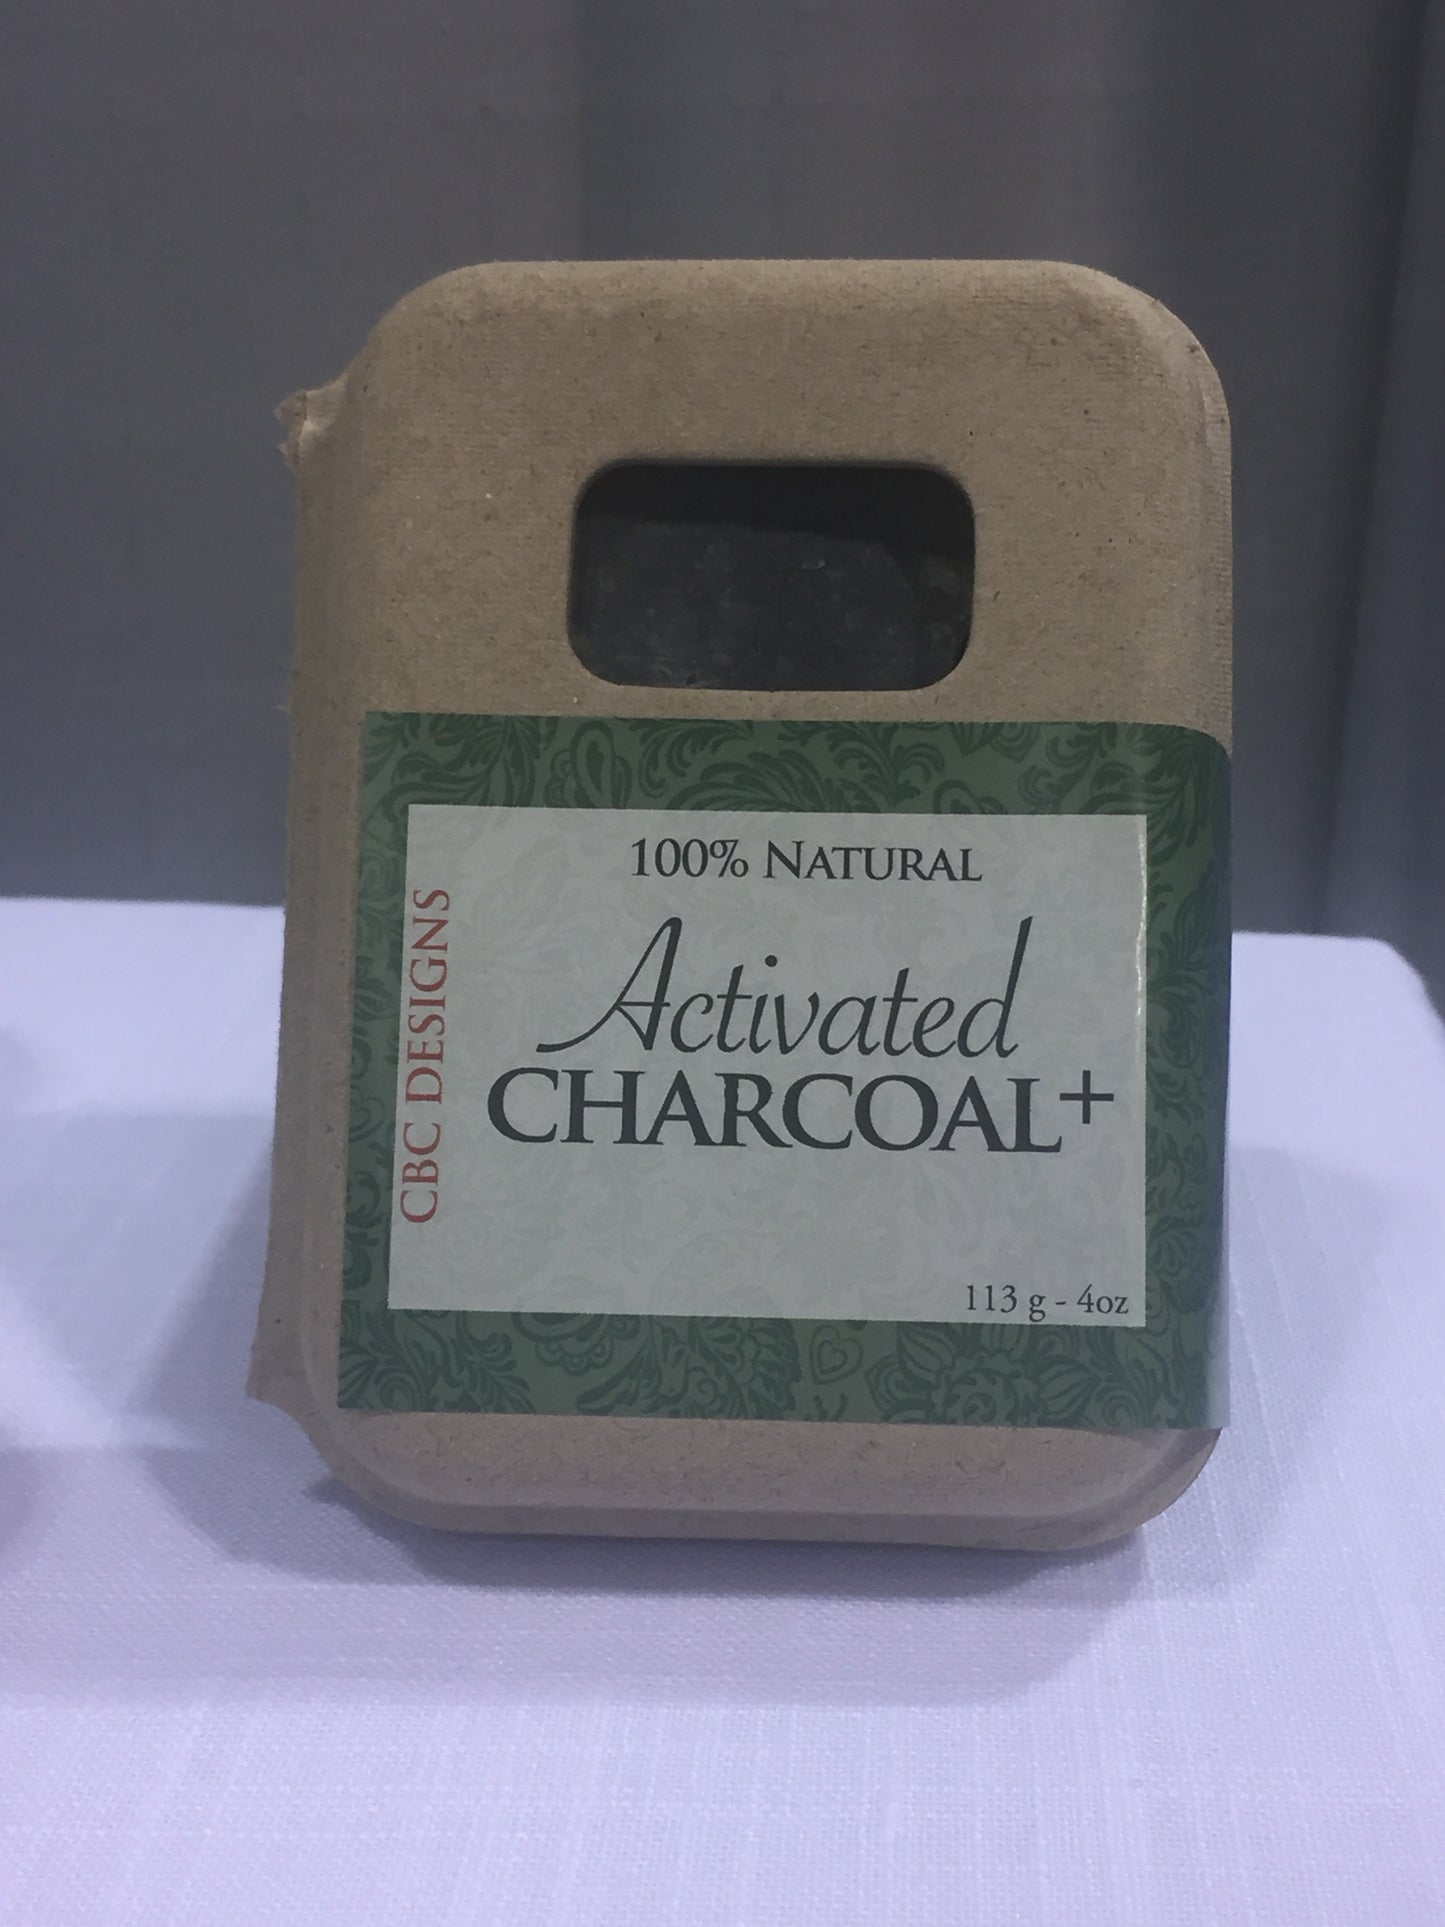 100% NATURAL
Activated
CHARCOAL+
CBC DESIGNS
113 g - 4oz